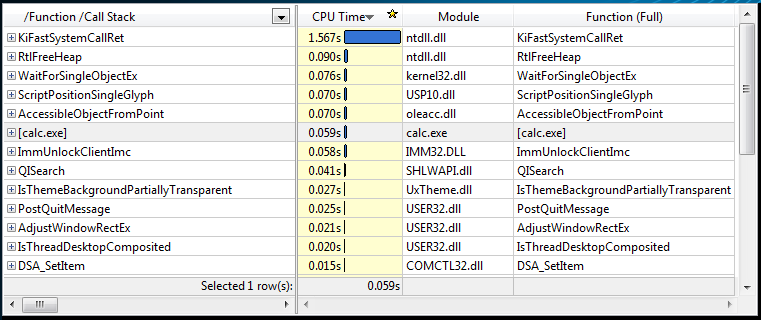 /Function /Call Stack CPU Time Module Function (Full)
KiFastSystemCallRet 1.567s ntdll.dll KiFastSystemCallRet
RtlFreeHeap 0.090s ntdll.dll RtlFreeHeap
WaitForSingleObjectEx 0.076s kernel32.dll WaitForSingleObjectEx
ScriptPositionSingleGlyph 0.070s USP10.dll ScriptPositionSingleGlyph
AccessibleObjectFromPoint 0.070s oleacc.dll AccessibleObjectFromPoint
[calc.exe] 0.059s calc.exe [calc.exe]
ImmUnlockClientImc 0.058s IMM32.DLL ImmUnlockClientImc
QISearch 0.041s SHLWAPI.dll QISearch
IsThemeBackgroundPartiallyTransparent 0.027s UxTheme.dll IsThemeBackgroundPartiallyTransparent
PostQuitMessage 0.025s USER32.dll PostQuitMessage
AdjustWindowRectEx 0.021s USER32.dll AdjustWindowRectEx
IsThreadDesktopComposited 0.020s USER32.dll IsThreadDesktopComposited
DSA_SetItem 0.015s COMCTL32.dll DSA_SetItem
Selected 1 row(s): 0.059s